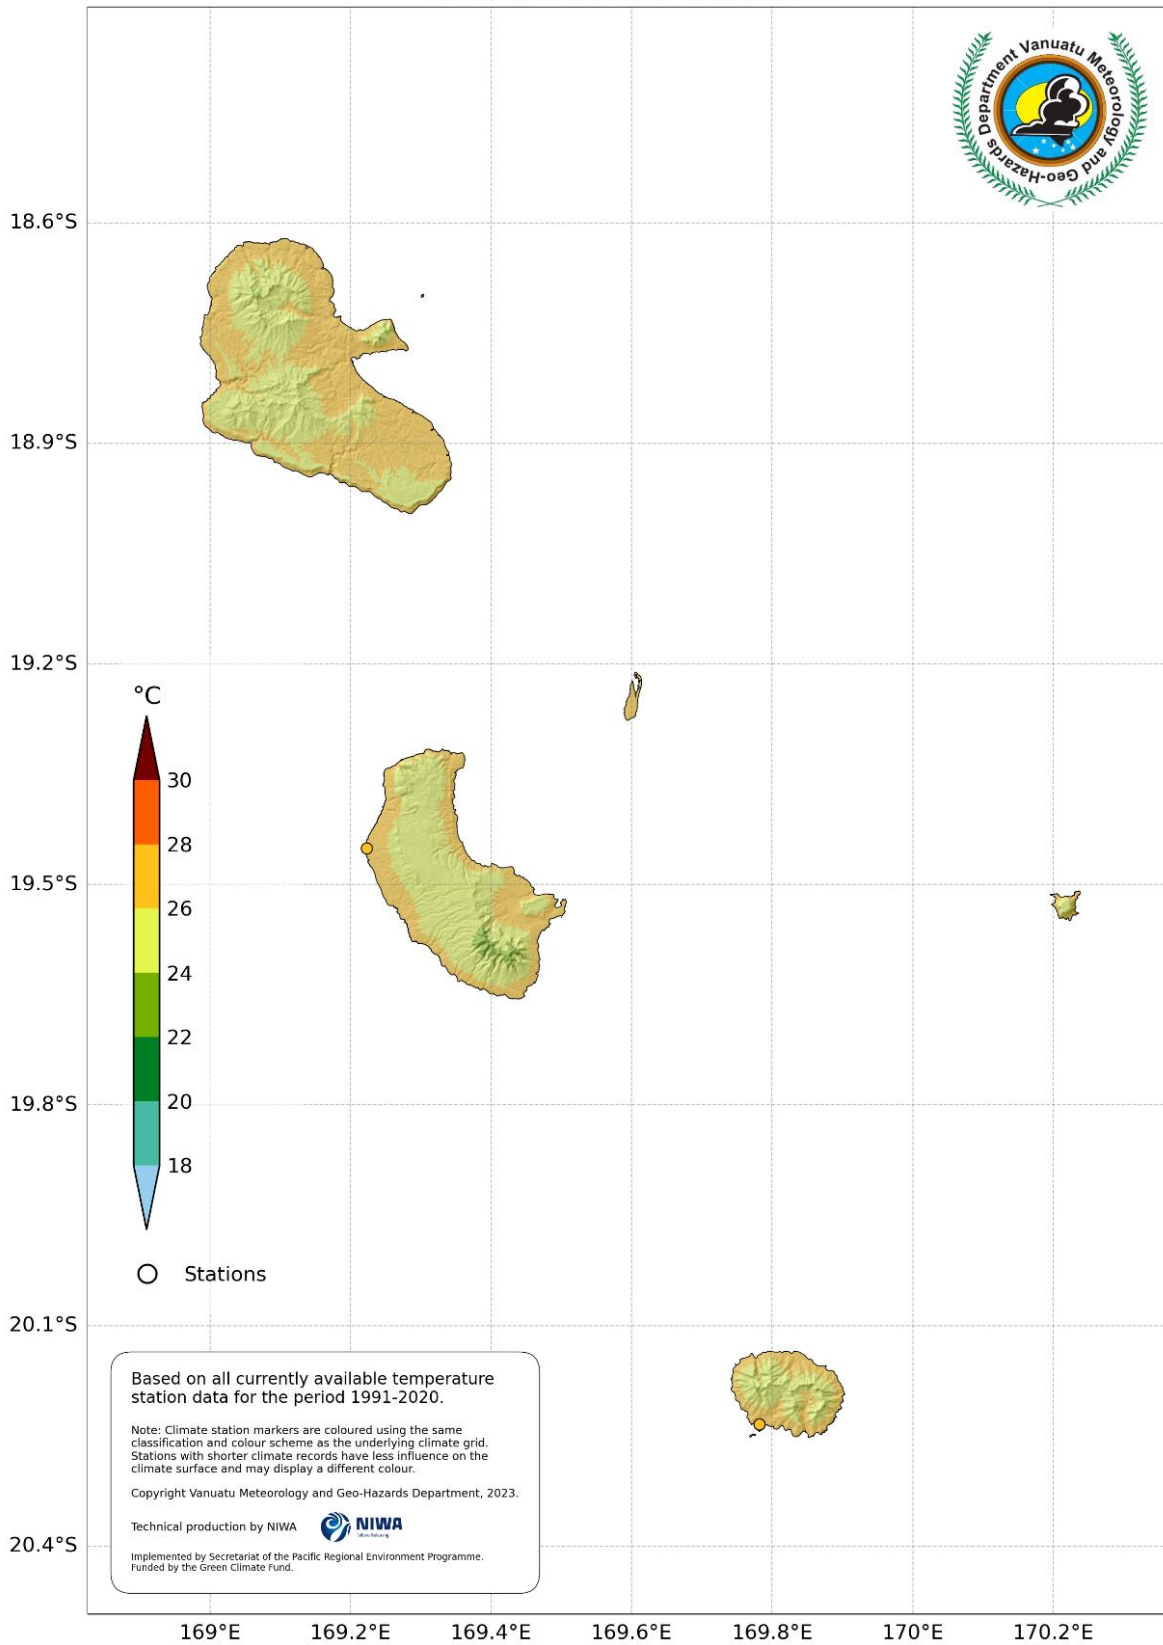 Vanuatu Meteorology and Geo-Hazards Department
18.6°S
18.9°S
19.2°S
°C
30
28
19.5°S
26
24
22
19.8°S
20
18
Stations
20.1°S
Based on all currently available temperature
station data for the period 1991-2020.
Note: Climate station markers are coloured using the same
classification and colour scheme as the underlying climate grid.
Stations with shorter climate records have less influence on the
climate surface and may display a different colour.
Copyright Vanuatu Meteorology and Geo-Hazards Department, 2023.
Technical production by NIWA
NIWA
Implemented by Secretariat of the Pacific Regional Environment Programme.
Funded by the Green Climate Fund.
20.4°S
169°E 169.2°E 169.4°E 169.6°E 169.8°E 170°E 170.2°E